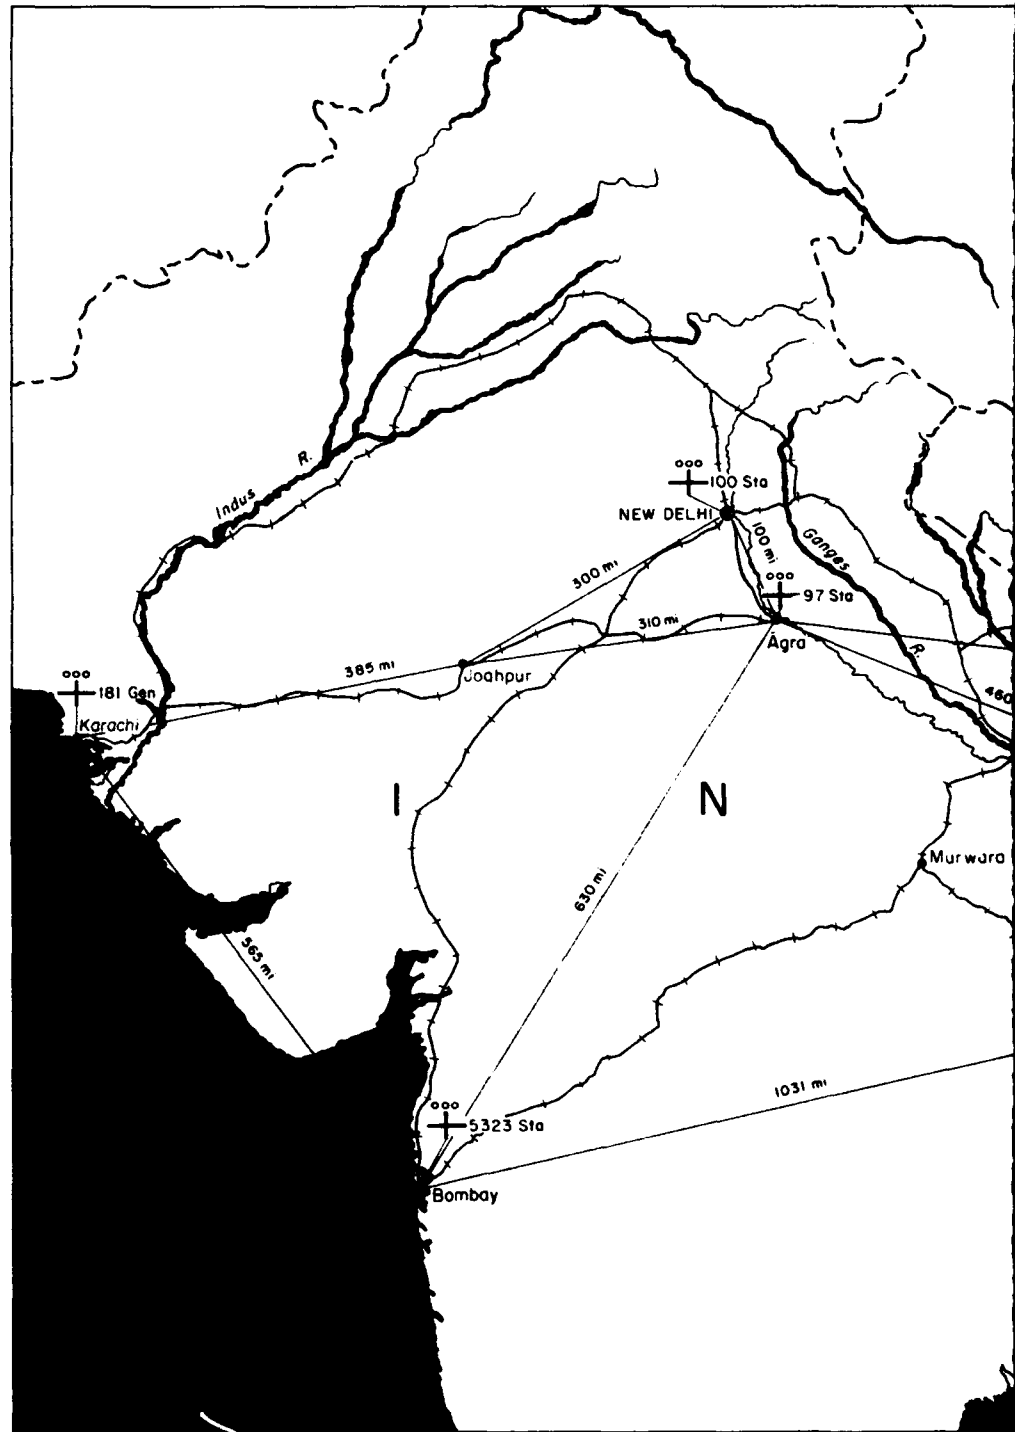 Indus R.
100 Sta
NEW DELHI
100 mi
Ganges R.
300 mi
97 Sta
310 mi
Agra
385 mi
Joahpur
181 Gen
Karachi
460
I N
Murwara
630 mi
565 mi
1031 mi
5323 Sta
Bombay